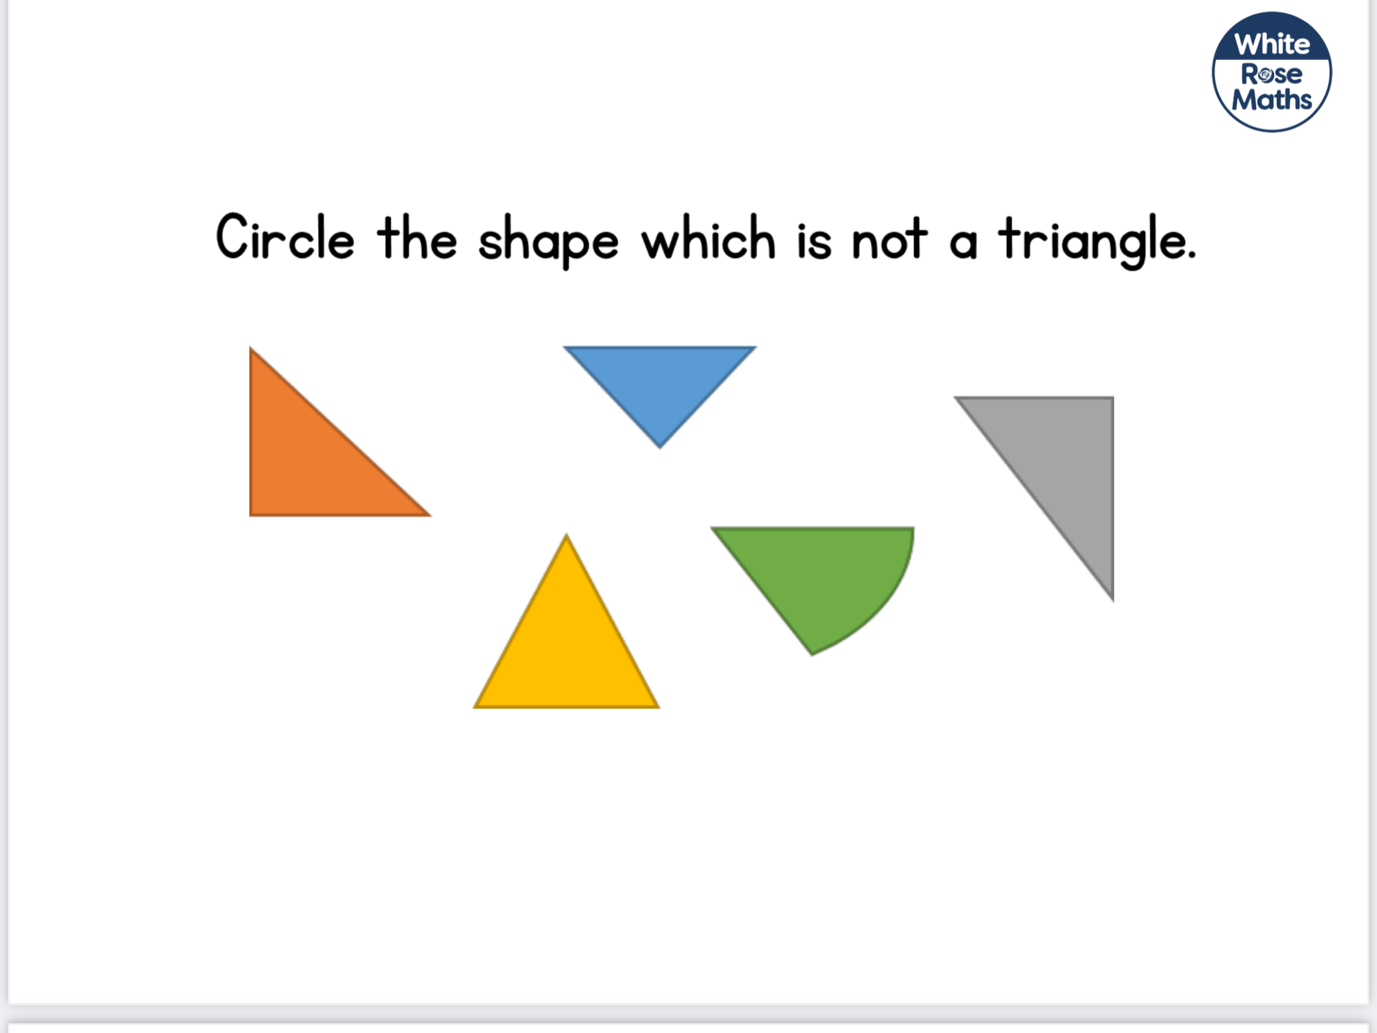 White
Rose
Maths
Circle the shape which is not a triangle.